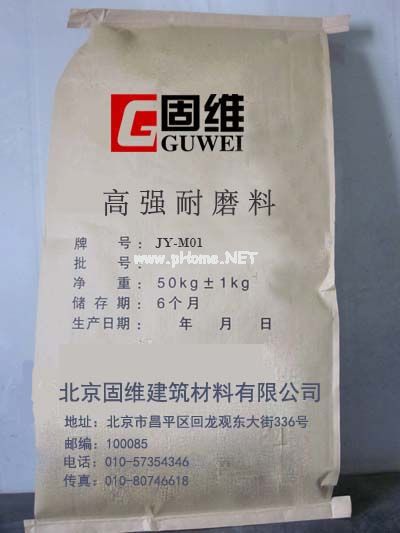 固维
GUWEI
高强耐磨料
牌 号: JY-M01
批 号:
www.pHome.NET
净 重: 50kg±1kg
储 存 期: 6个月
生产日期: 年 月 日
北京固维建筑材料有限公司
地址: 北京市昌平区回龙观东大街336号
邮编: 100085
电话: 010-57354346
传真: 010-80746618